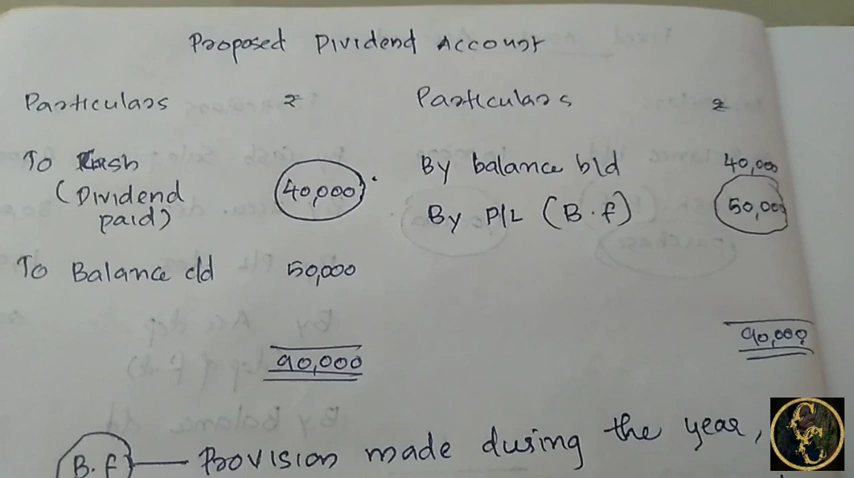 Proposed Dividend Account
Particulars ₹ Particulars ₹
To Cash 40,000 By balance b/d 40,000
(Dividend paid) By P/L (B.f) 50,000
To Balance c/d 50,000
90,000 90,000
B.f — Provision made during the year,